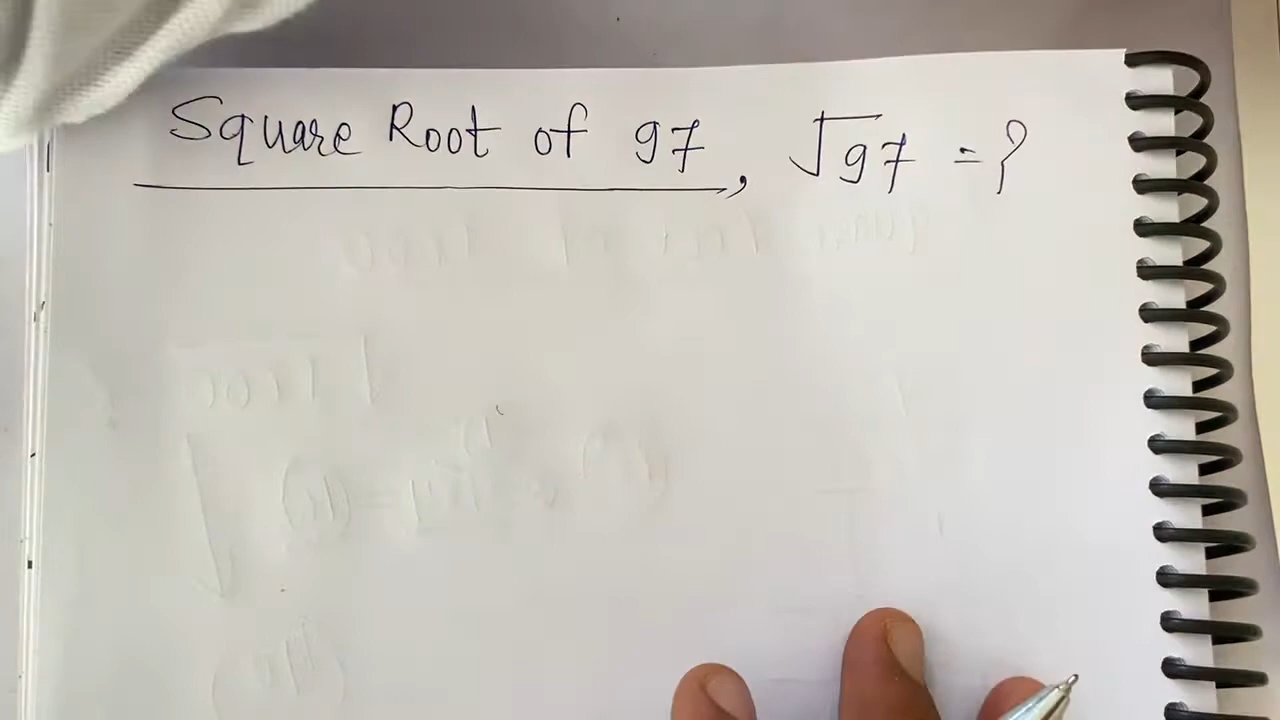 Square Root of 97, √97 = ?